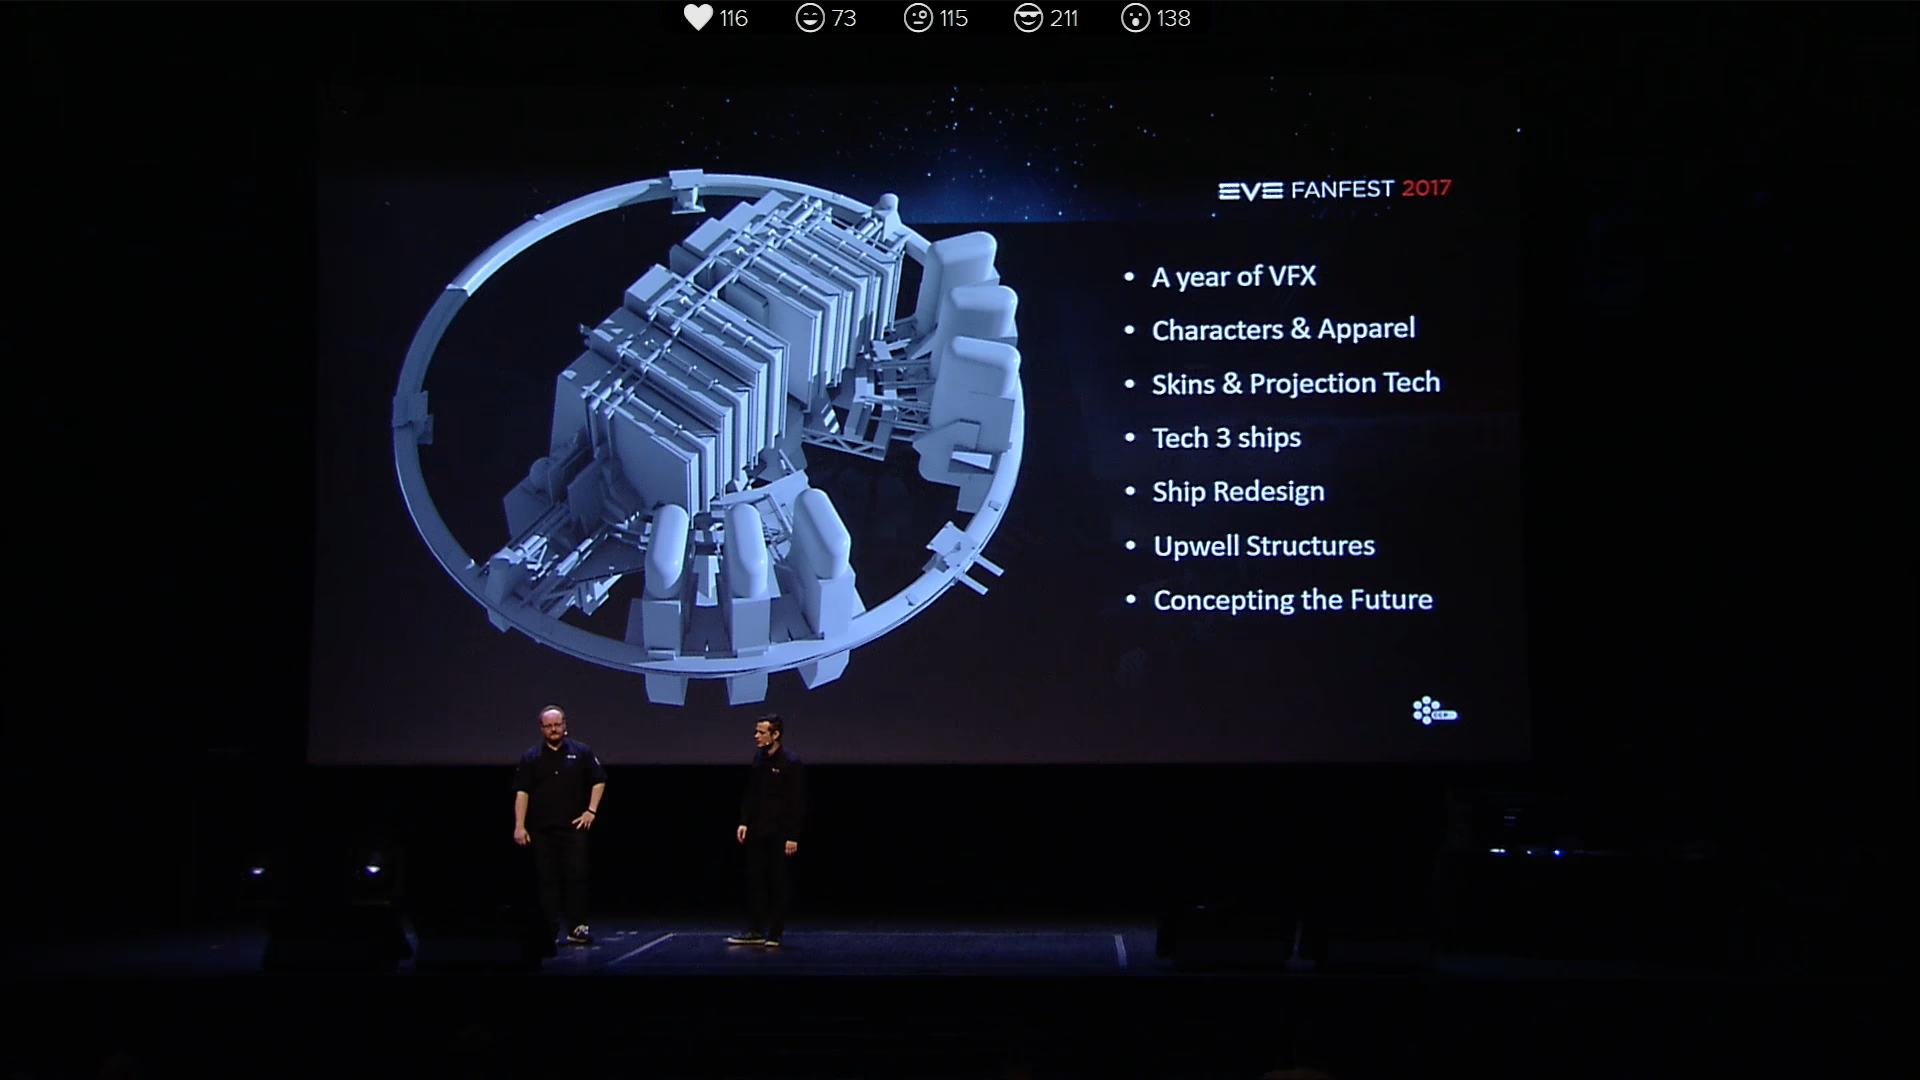 116 73 115 211 138
EVE FANFEST 2017
• A year of VFX
• Characters & Apparel
• Skins & Projection Tech
• Tech 3 ships
• Ship Redesign
• Upwell Structures
• Concepting the Future
CCP